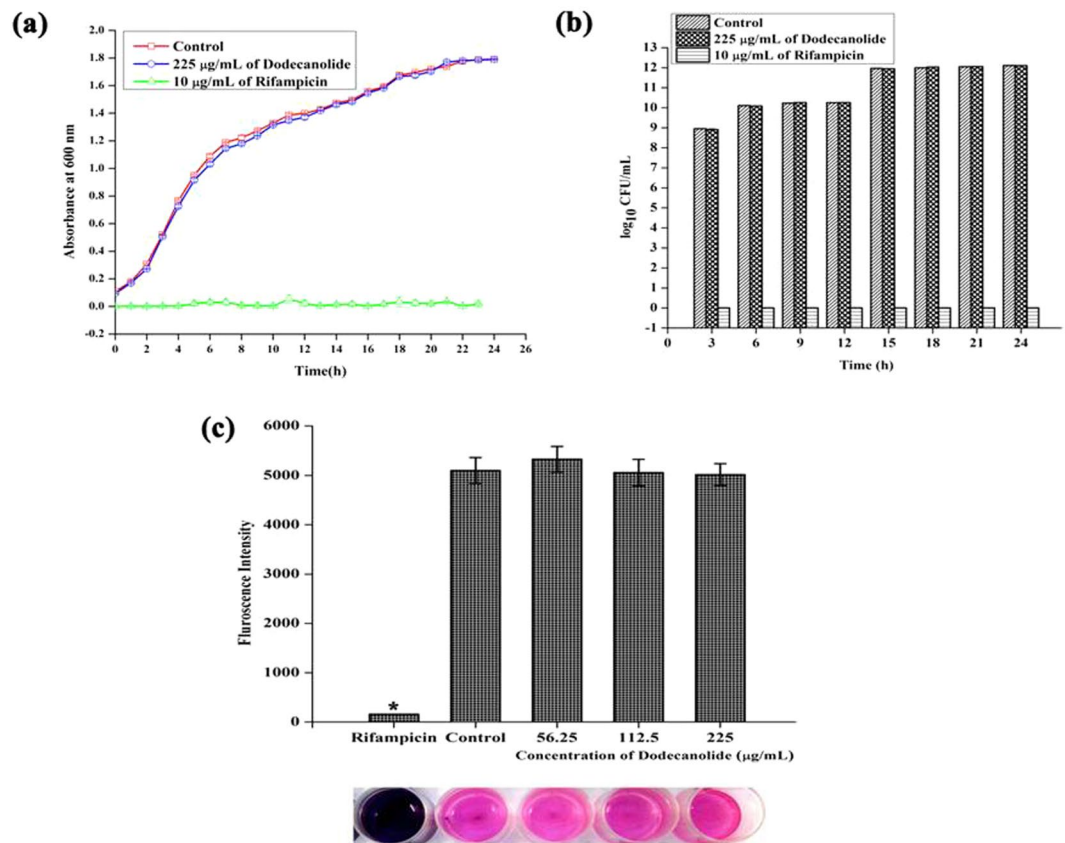 (a)
2.0
1.8
1.6
1.4
1.2
1.0
0.8
0.6
0.4
0.2
0.0
-0.2
Absorbance at 600 nm
Control
225 µg/mL of Dodecanolide
10 µg/mL of Rifampicin
0 2 4 6 8 10 12 14 16 18 20 22 24 26
Time(h)
(b)
Control
225 µg/mL of Dodecanolide
10 µg/mL of Rifampicin
13
12
11
10
9
8
7
6
5
4
3
2
1
0
-1
log10 CFU/mL
0 3 6 9 12 15 18 21 24
Time (h)
(c)
6000
5000
4000
3000
2000
1000
0
Fluroscence Intensity
*
Rifampicin Control 56.25 112.5 225
Concentration of Dodecanolide (µg/mL)